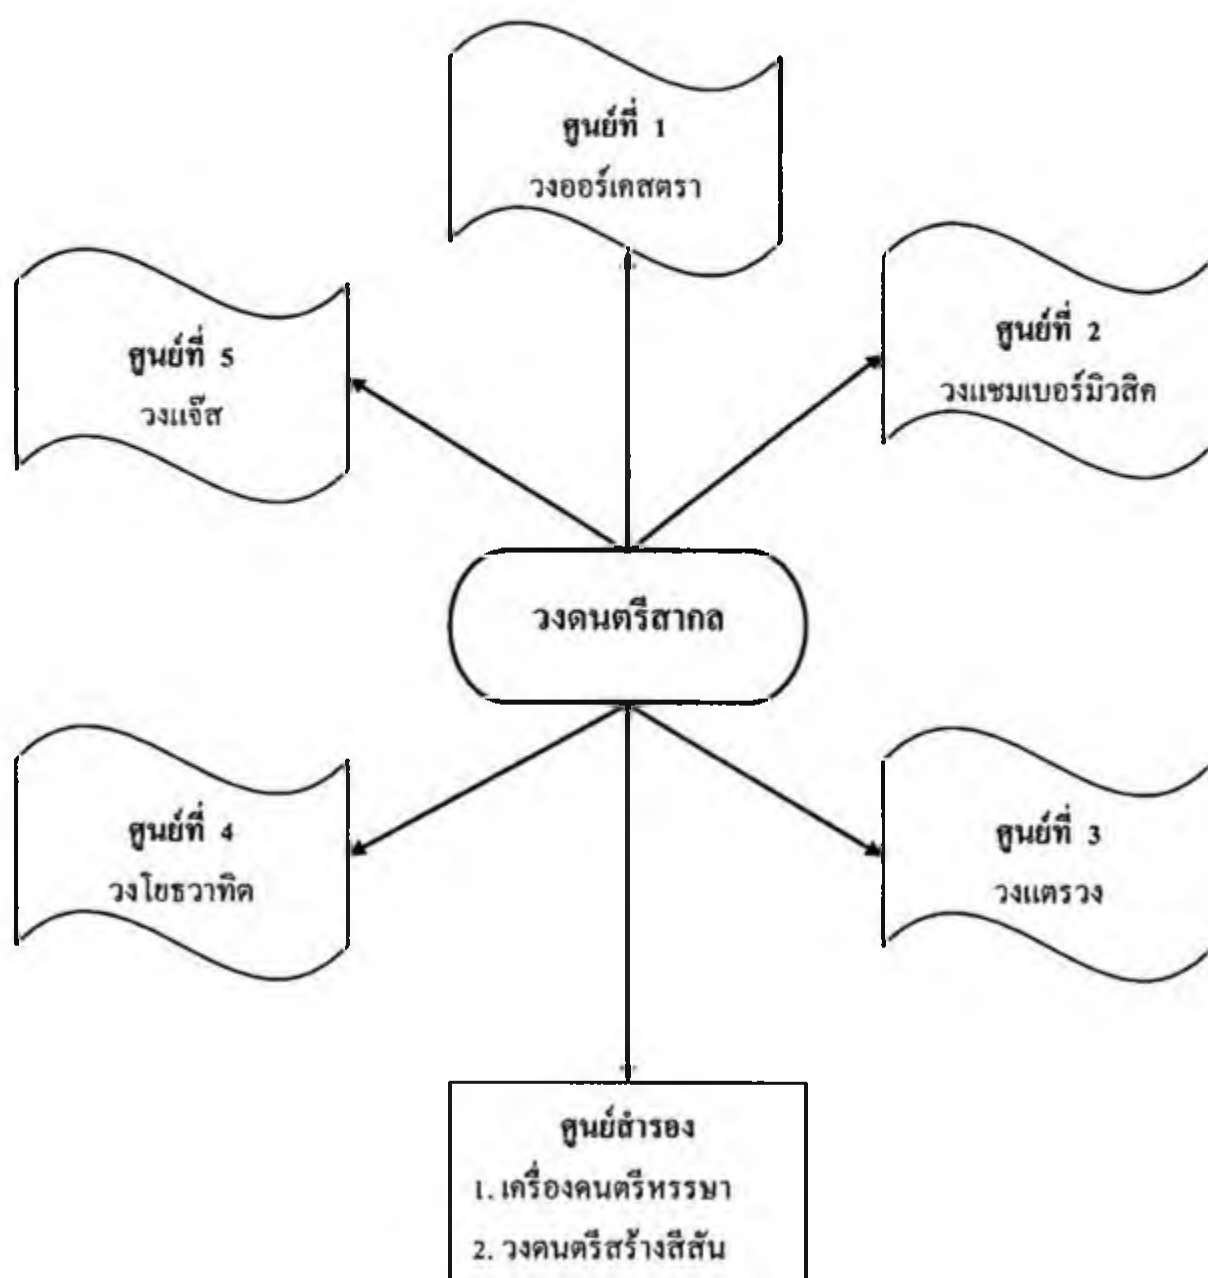 ศูนย์ที่ 1
วงออร์เคสตรา
ศูนย์ที่ 5
วงแจ๊ส
ศูนย์ที่ 2
วงแชมเบอร์มิวสิค
วงดนตรีสากล
ศูนย์ที่ 4
วงโยธวาทิต
ศูนย์ที่ 3
วงแตรวง
ศูนย์สำรอง
1. เครื่องดนตรีหรรษา
2. วงดนตรีสร้างสีสัน